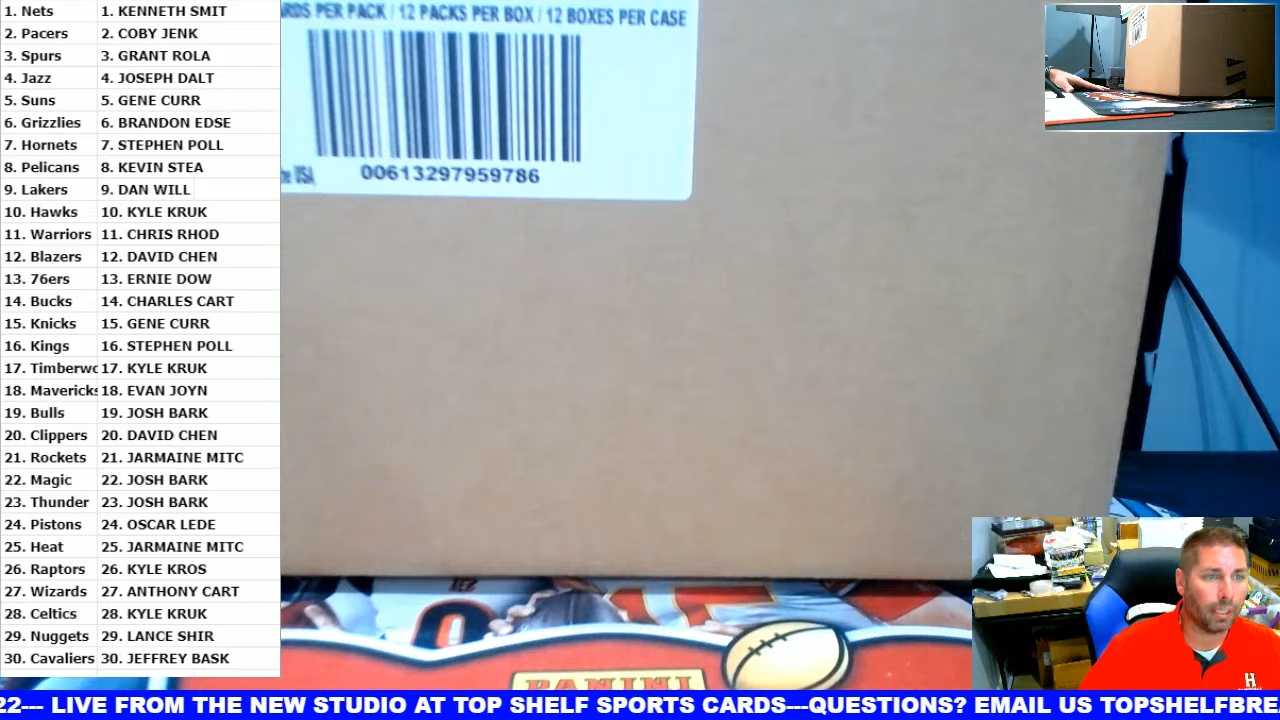 1. Nets 1. KENNETH SMIT
2. Pacers 2. COBY JENK
3. Spurs 3. GRANT ROLA
4. Jazz 4. JOSEPH DALT
5. Suns 5. GENE CURR
6. Grizzlies 6. BRANDON EDSE
7. Hornets 7. STEPHEN POLL
8. Pelicans 8. KEVIN STEA
9. Lakers 9. DAN WILL
10. Hawks 10. KYLE KRUK
11. Warriors 11. CHRIS RHOD
12. Blazers 12. DAVID CHEN
13. 76ers 13. ERNIE DOW
14. Bucks 14. CHARLES CART
15. Knicks 15. GENE CURR
16. Kings 16. STEPHEN POLL
17. Timberwo 17. KYLE KRUK
18. Mavericks 18. EVAN JOYN
19. Bulls 19. JOSH BARK
20. Clippers 20. DAVID CHEN
21. Rockets 21. JARMAINE MITC
22. Magic 22. JOSH BARK
23. Thunder 23. JOSH BARK
24. Pistons 24. OSCAR LEDE
25. Heat 25. JARMAINE MITC
26. Raptors 26. KYLE KROS
27. Wizards 27. ANTHONY CART
28. Celtics 28. KYLE KRUK
29. Nuggets 29. LANCE SHIR
30. Cavaliers 30. JEFFREY BASK
RDS PER PACK / 12 PACKS PER BOX / 12 BOXES PER CASE
he USA 00613297959786
PANINI
H
22--- LIVE FROM THE NEW STUDIO AT TOP SHELF SPORTS CARDS---QUESTIONS? EMAIL US TOPSHELFBRE